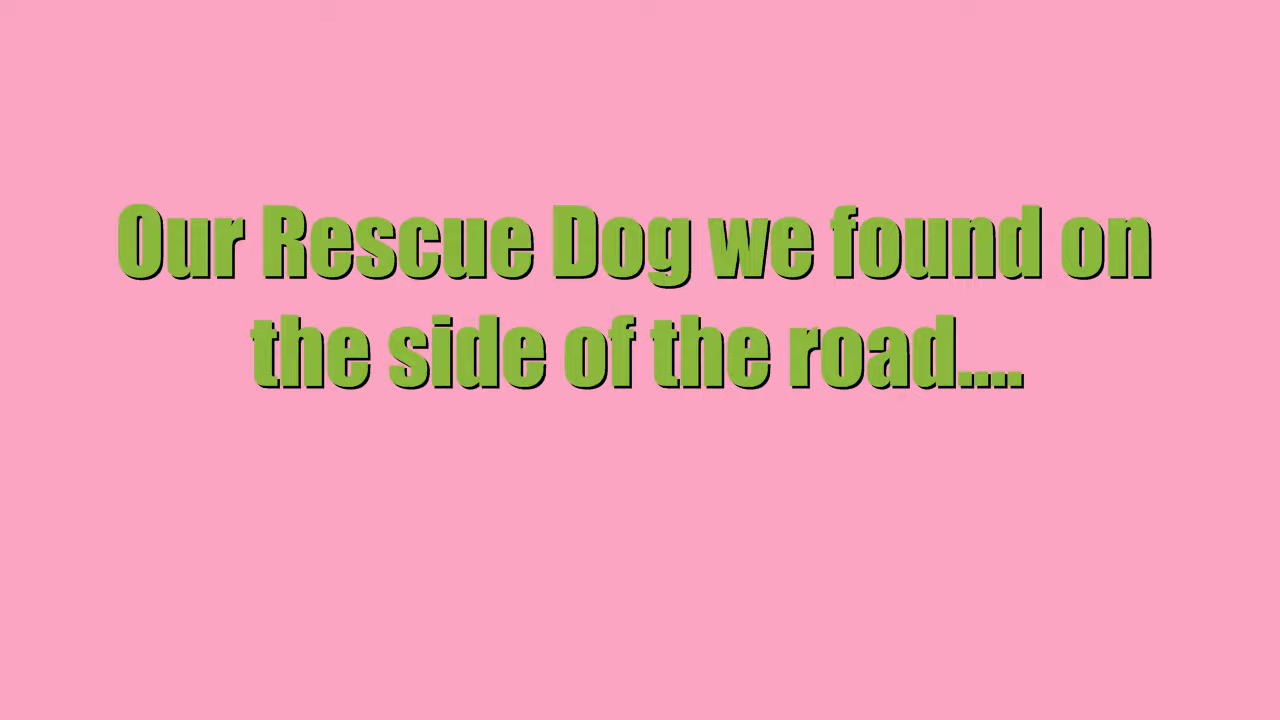 Our Rescue Dog we found on
the side of the road....